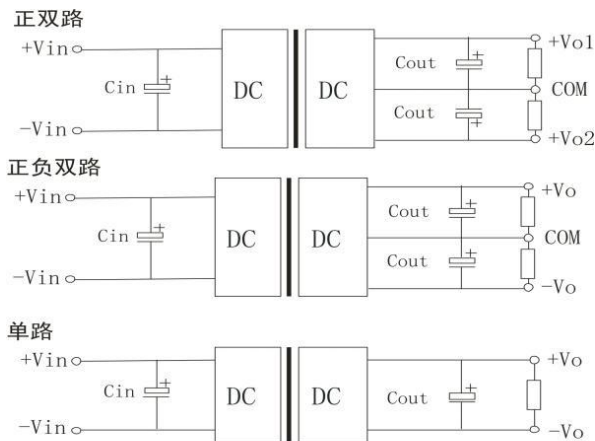 正双路
+Vin
Cin
+
DC
DC
Cout
+
+Vo1
COM
Cout
+
-Vin
+Vo2
正负双路
+Vin
Cin
+
DC
DC
Cout
+
+Vo
COM
Cout
+
-Vin
-Vo
单路
+Vin
Cin
+
DC
DC
Cout
+
+Vo
-Vin
-Vo